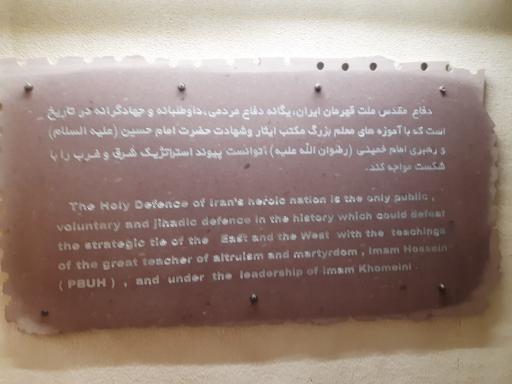 دفاع مقدس ملت قهرمان ایران،یگانه دفاع مردمی،داوطلبانه و جهادگرانه در تاریخ
است که با آموزه های معلم بزرگ مکتب ایثار وشهادت حضرت امام حسین (علیه السلام)
و رهبری امام خمینی (رضوان الله علیه) توانست پیوند استراتژیک شرق و غرب را با
شکست مواجه کند.
The Holy Defence of Iran's heroic nation is the only public ,
voluntary and jihadic defence in the history which could defeat
the strategic tie of the East and the West with the teachings
of the great teacher of altruism and martyrdom , Imam Hossein
( PBUH ) , and under the leadership of Imam Khomeini .